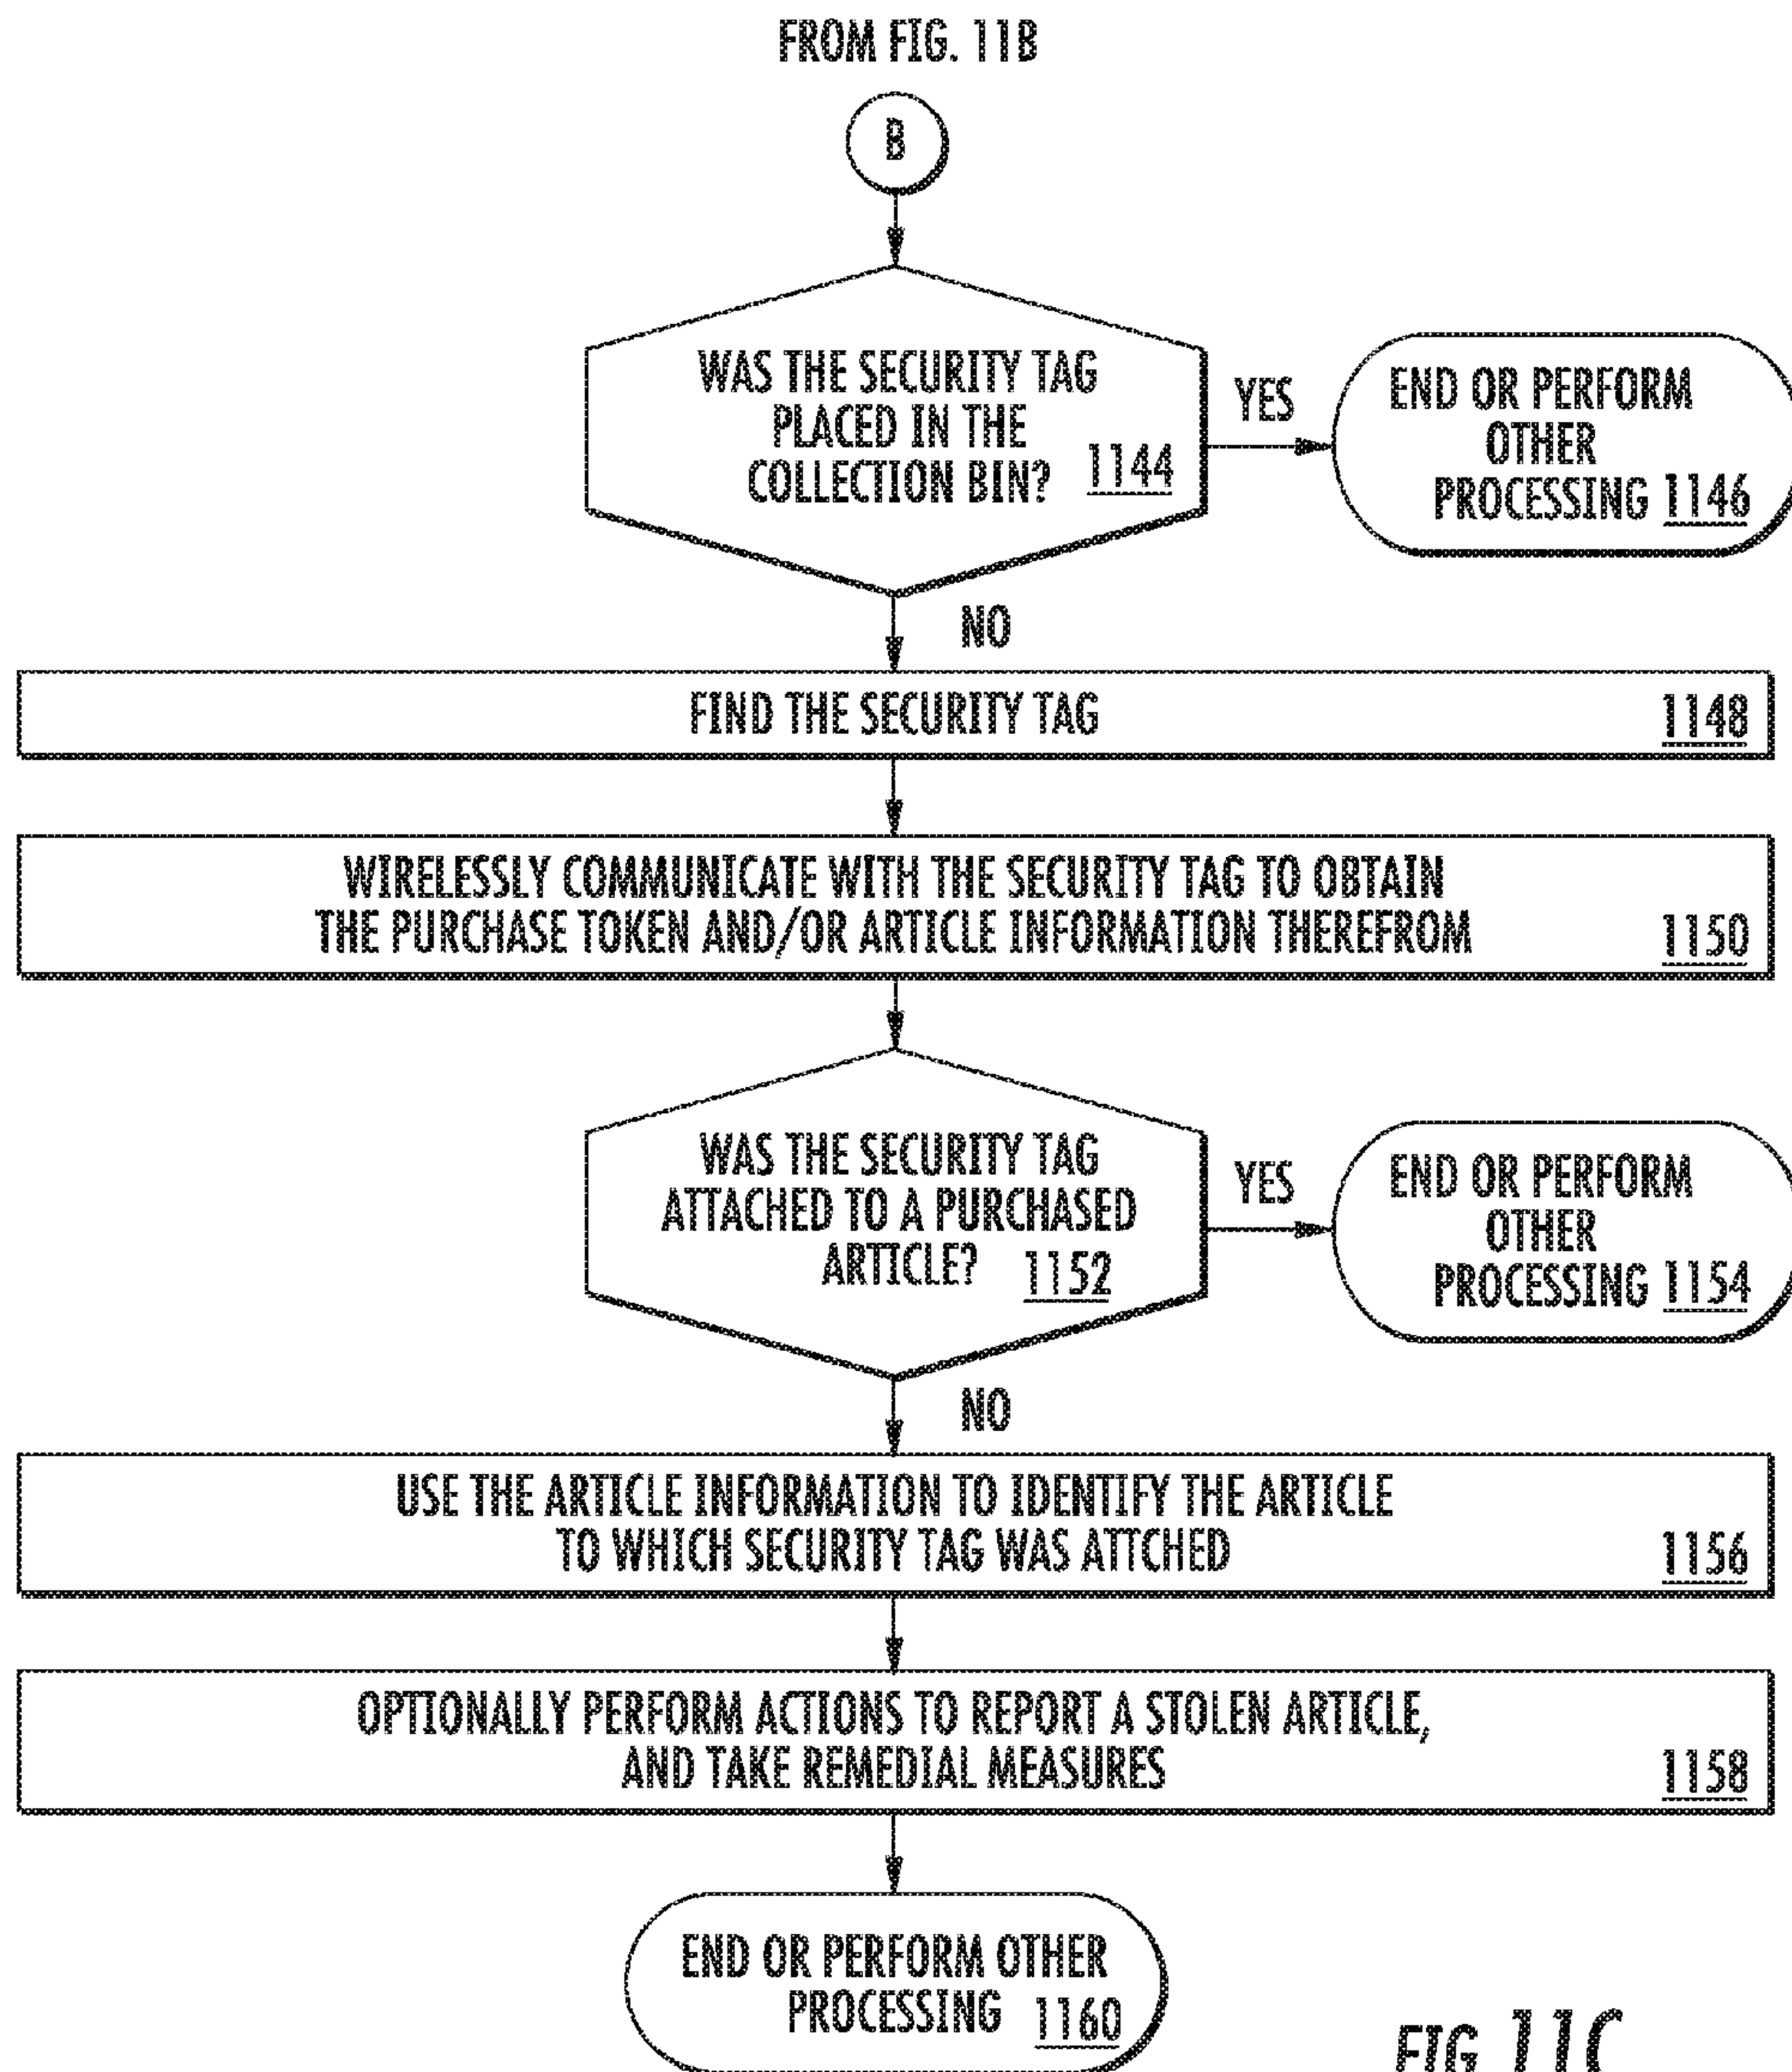 FROM FIG. 11B
B
WAS THE SECURITY TAG
PLACED IN THE
COLLECTION BIN? 1144
YES
END OR PERFORM
OTHER
PROCESSING 1146
NO
FIND THE SECURITY TAG 1148
WIRELESSLY COMMUNICATE WITH THE SECURITY TAG TO OBTAIN
THE PURCHASE TOKEN AND/OR ARTICLE INFORMATION THEREFROM 1150
WAS THE SECURITY TAG
ATTACHED TO A PURCHASED
ARTICLE? 1152
YES
END OR PERFORM
OTHER
PROCESSING 1154
NO
USE THE ARTICLE INFORMATION TO IDENTIFY THE ARTICLE
TO WHICH SECURITY TAG WAS ATTCHED 1156
OPTIONALLY PERFORM ACTIONS TO REPORT A STOLEN ARTICLE,
AND TAKE REMEDIAL MEASURES 1158
END OR PERFORM OTHER
PROCESSING 1160
FIG. 11C